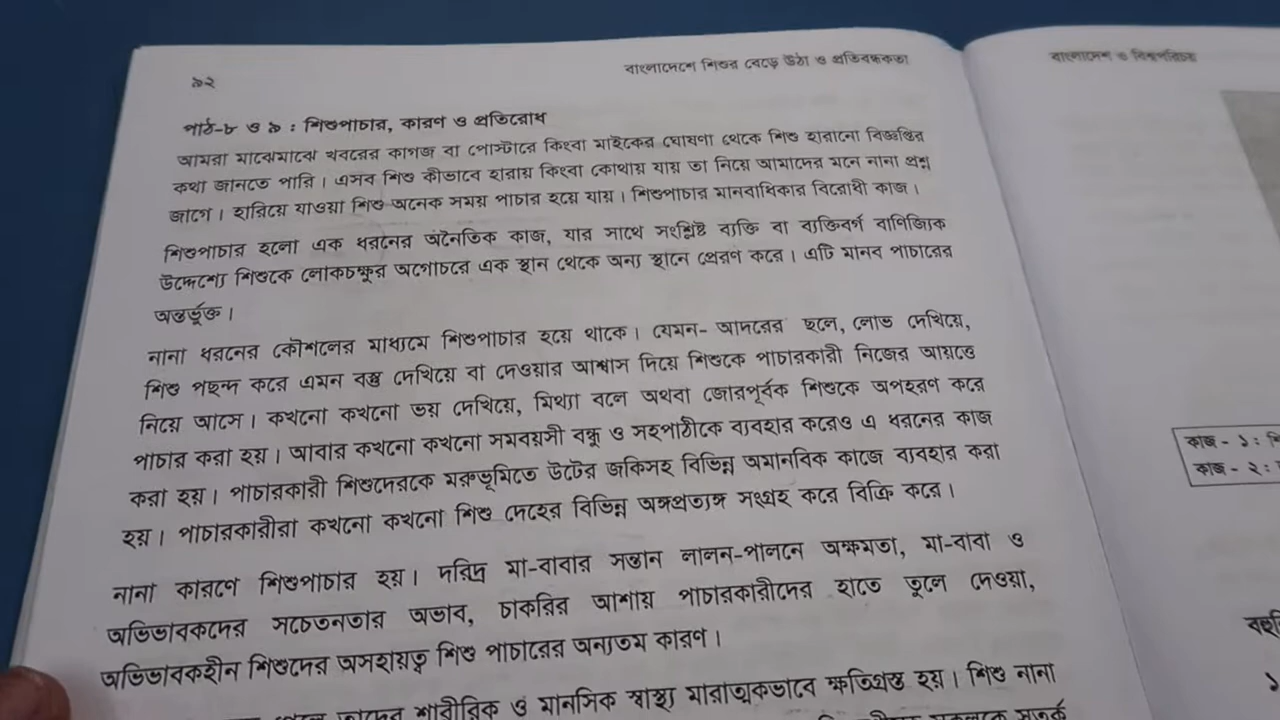 ৯২
বাংলাদেশে শিশুর বেড়ে উঠা ও প্রতিবন্ধকতা
পাঠ-৮ ও ৯ : শিশুপাচার, কারণ ও প্রতিরোধ
আমরা মাঝেমাঝে খবরের কাগজ বা পোস্টারে কিংবা মাইকের ঘোষণা থেকে শিশু হারানো বিজ্ঞপ্তির
কথা জানতে পারি। এসব শিশু কীভাবে হারায় কিংবা কোথায় যায় তা নিয়ে আমাদের মনে নানা প্রশ্ন
জাগে। হারিয়ে যাওয়া শিশু অনেক সময় পাচার হয়ে যায়। শিশুপাচার মানবাধিকার বিরোধী কাজ।
শিশুপাচার হলো এক ধরনের অনৈতিক কাজ, যার সাথে সংশ্লিষ্ট ব্যক্তি বা ব্যক্তিবর্গ বাণিজ্যিক
উদ্দেশ্যে শিশুকে লোকচক্ষুর অগোচরে এক স্থান থেকে অন্য স্থানে প্রেরণ করে। এটি মানব পাচারের
অন্তর্ভুক্ত।
নানা ধরনের কৌশলের মাধ্যমে শিশুপাচার হয়ে থাকে। যেমন- আদরের ছলে, লোভ দেখিয়ে,
শিশু পছন্দ করে এমন বস্তু দেখিয়ে বা দেওয়ার আশ্বাস দিয়ে শিশুকে পাচারকারী নিজের আয়ত্তে
নিয়ে আসে। কখনো কখনো ভয় দেখিয়ে, মিথ্যা বলে অথবা জোরপূর্বক শিশুকে অপহরণ করে
পাচার করা হয়। আবার কখনো কখনো সমবয়সী বন্ধু ও সহপাঠীকে ব্যবহার করেও এ ধরনের কাজ
করা হয়। পাচারকারী শিশুদেরকে মরুভূমিতে উটের জকিসহ বিভিন্ন অমানবিক কাজে ব্যবহার করা
হয়। পাচারকারীরা কখনো কখনো শিশু দেহের বিভিন্ন অঙ্গপ্রত্যঙ্গ সংগ্রহ করে বিক্রি করে।
নানা কারণে শিশুপাচার হয়। দরিদ্র মা-বাবার সন্তান লালন-পালনে অক্ষমতা, মা-বাবা ও
অভিভাবকদের সচেতনতার অভাব, চাকরির আশায় পাচারকারীদের হাতে তুলে দেওয়া,
অভিভাবকহীন শিশুদের অসহায়ত্ব শিশু পাচারের অন্যতম কারণ।
তাদের শারীরিক ও মানসিক স্বাস্থ্য মারাত্মকভাবে ক্ষতিগ্রস্ত হয়। শিশু নানা
সকলকে সতর্ক
বাংলাদেশ ও বিশ্বপরিচয়
কাজ - ১ :
কাজ - ২ :